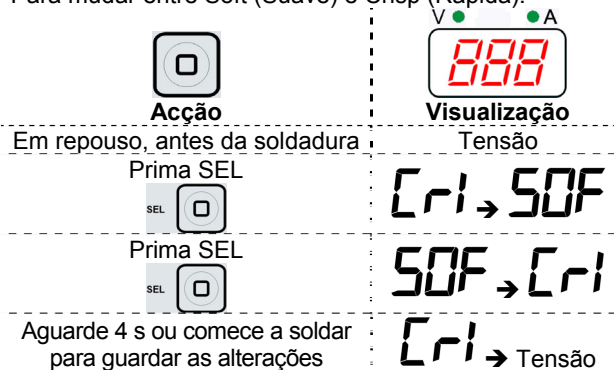 Para mudar entre Soft (Suave) e Crisp (Rápida):
V A
888
Acção Visualização
Em repouso, antes da soldadura Tensão
Prima SEL
SEL
CrI → SOF
Prima SEL
SEL
SOF → CrI
Aguarde 4 s ou comece a soldar
para guardar as alterações
CrI → Tensão